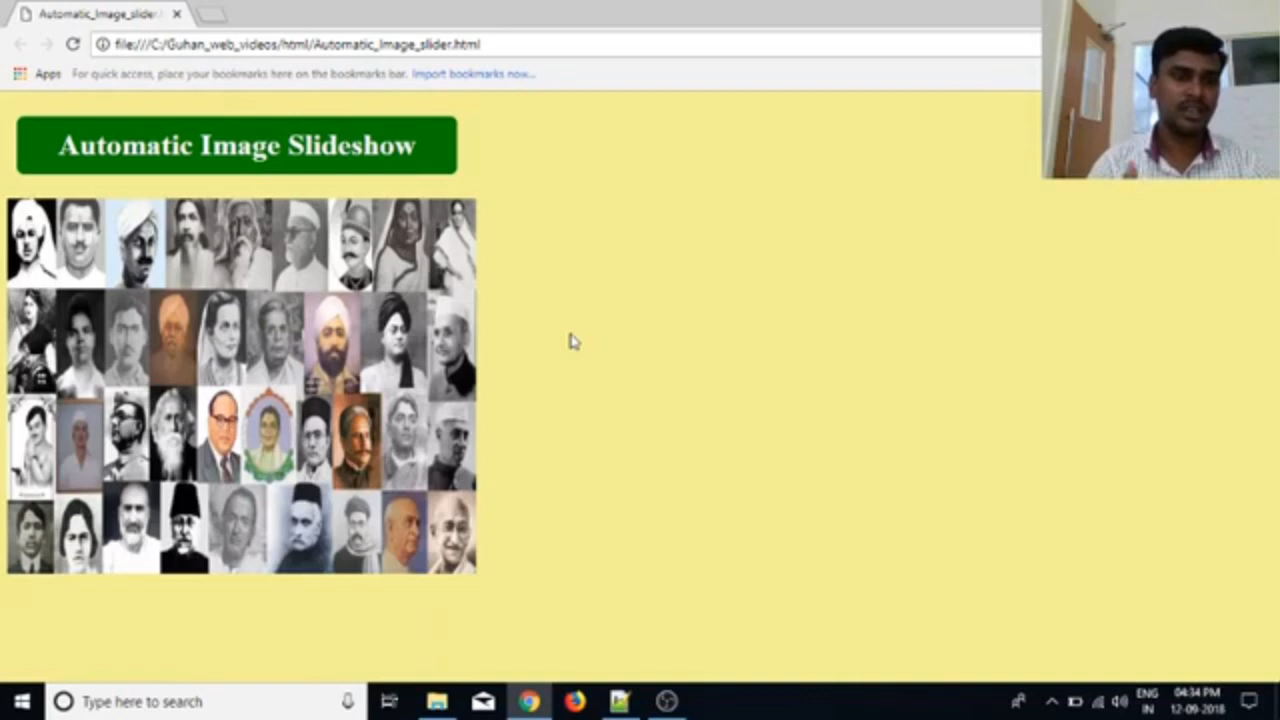 Automatic_Image_slider.
file:///C:/Guhan_web_videos/html/Automatic_Image_slider.html
Apps For quick access, place your bookmarks here on the bookmarks bar. Import bookmarks now...
Automatic Image Slideshow
Type here to search
ENG
IN
04:34 PM
12-09-2018